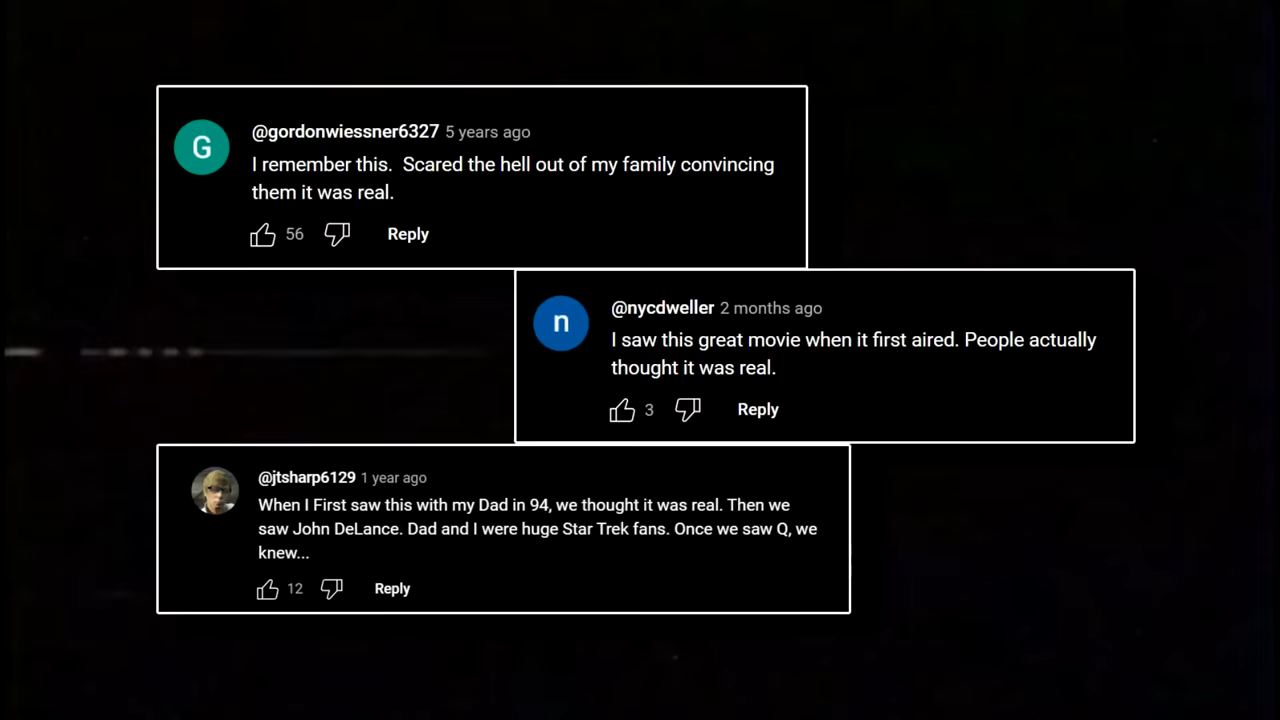 G
@gordonwiessner6327 5 years ago
I remember this.  Scared the hell out of my family convincing
them it was real.
56 Reply
n
@nycdweller 2 months ago
I saw this great movie when it first aired. People actually
thought it was real.
3 Reply
@jtsharp6129 1 year ago
When I First saw this with my Dad in 94, we thought it was real. Then we
saw John DeLance. Dad and I were huge Star Trek fans. Once we saw Q, we
knew...
12 Reply